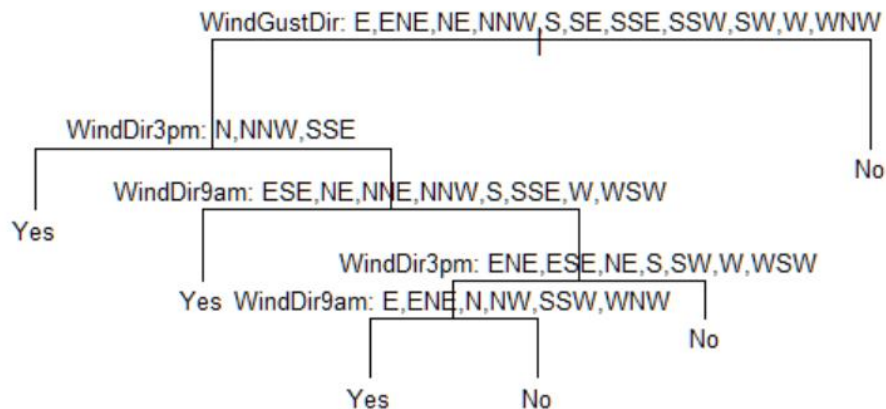 WindGustDir: E,ENE,NE,NNW,S,SE,SSE,SSW,SW,W,WNW
WindDir3pm: N,NNW,SSE
No
WindDir9am: ESE,NE,NNE,NNW,S,SSE,W,WSW
Yes
WindDir3pm: ENE,ESE,NE,S,SW,W,WSW
Yes WindDir9am: E,ENE,N,NW,SSW,WNW
No
Yes No